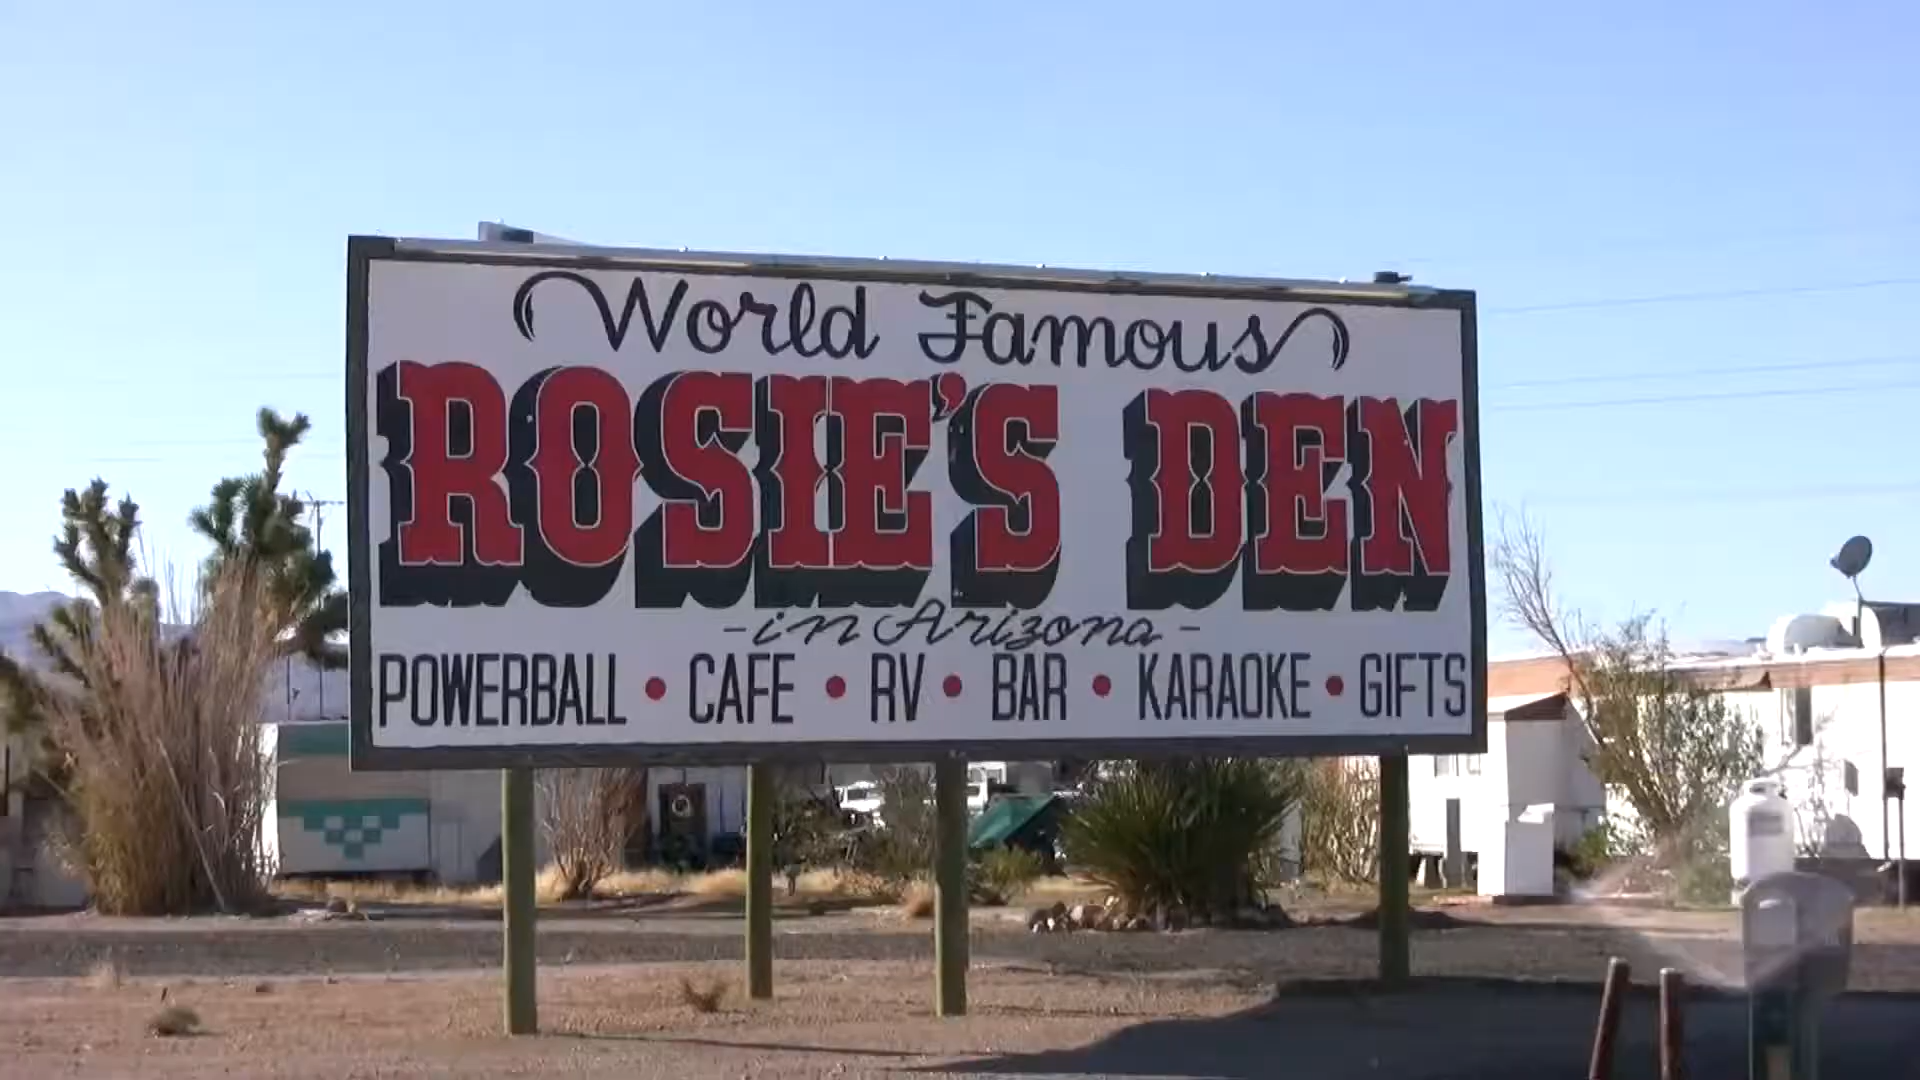 World Famous
ROSIE'S DEN
-in Arizona-
POWERBALL • CAFE • RV • BAR • KARAOKE • GIFTS